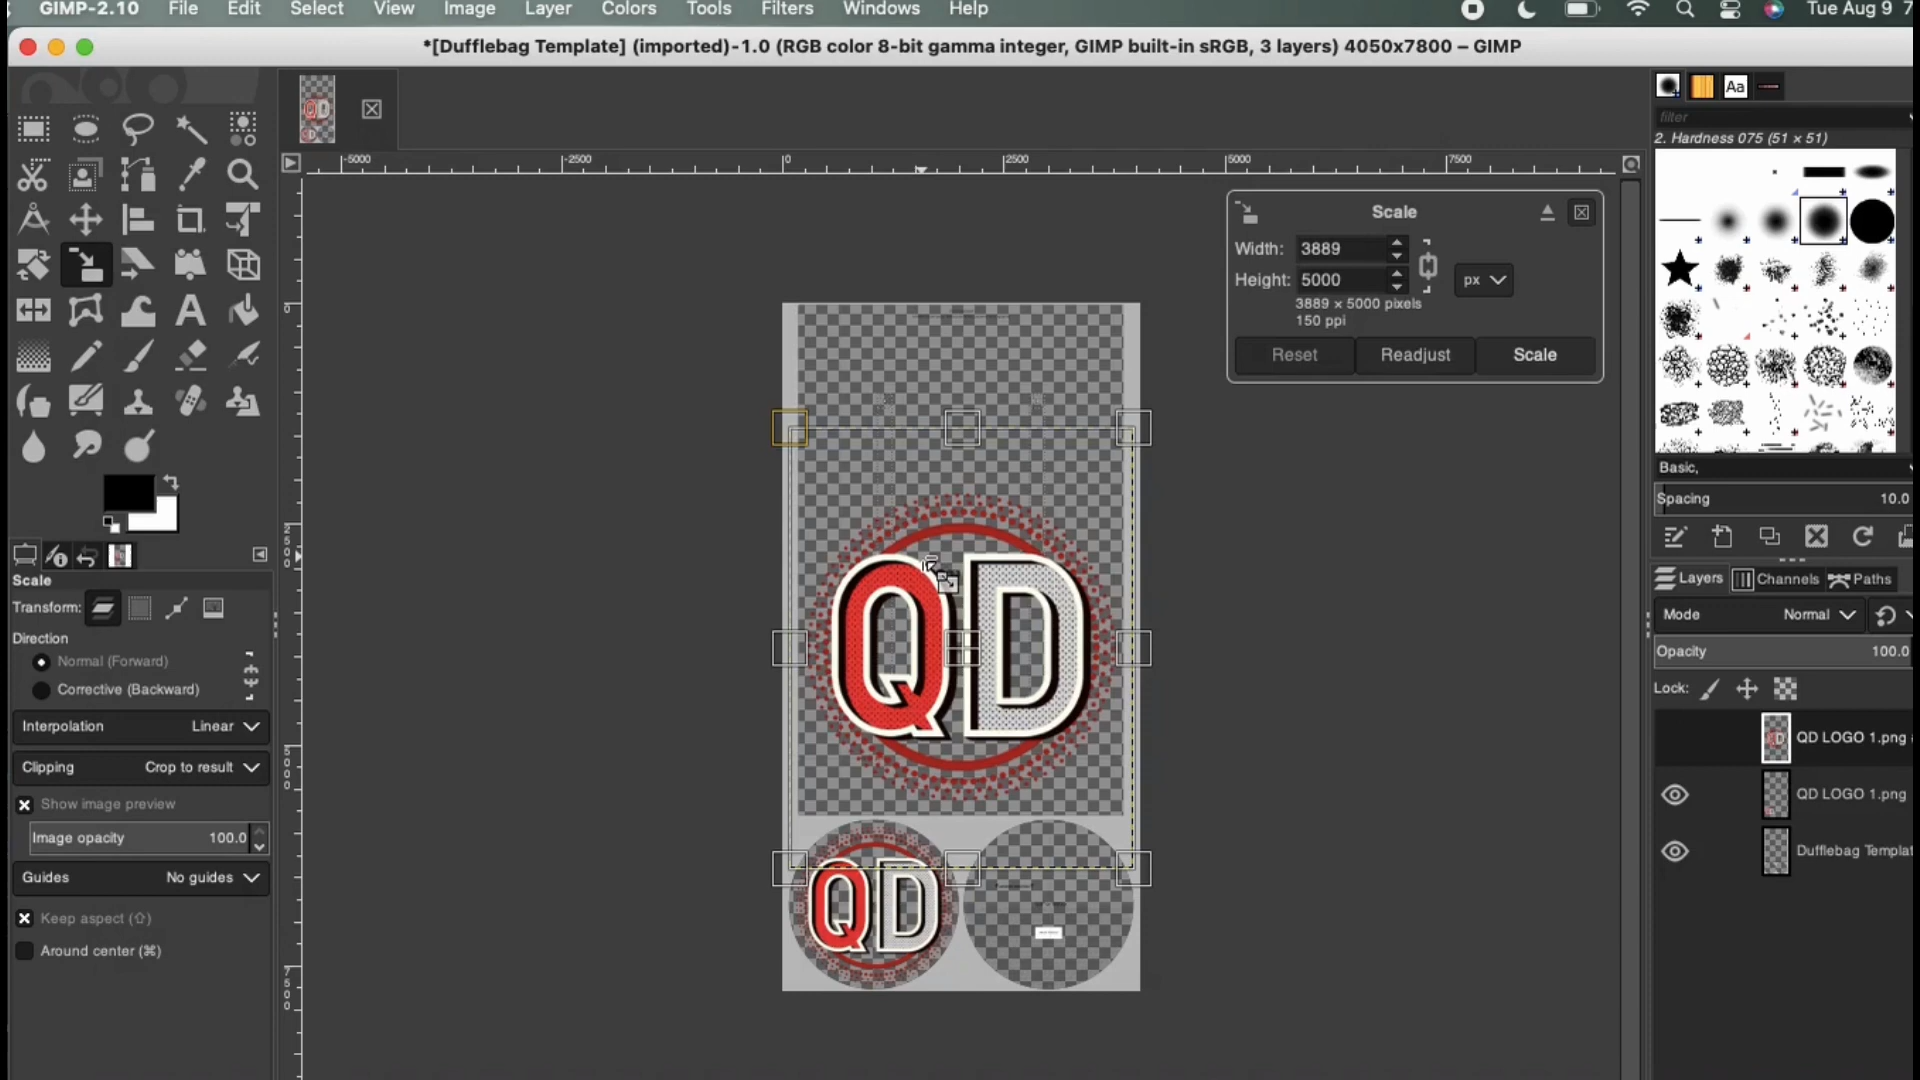 GIMP-2.10 File Edit Select View Image Layer Colors Tools Filters Windows Help Tue Aug 9 7
*[Dufflebag Template] (imported)-1.0 (RGB color 8-bit gamma integer, GIMP built-in sRGB, 3 layers) 4050x7800 – GIMP
Aa
filter
2. Hardness 075 (51 × 51)
-5000 -2500 0 2500 5000 7500
0
2500
5000
7500
Scale
Width: 3889
Height: 5000 px
3889 × 5000 pixels
150 ppi
Reset Readjust Scale
QD
QD
Basic,
Spacing 10.0
Layers Channels Paths
Mode Normal
Opacity 100.0
Lock:
QD LOGO 1.png
QD LOGO 1.png
Dufflebag Templat
Scale
Transform:
Direction
Normal (Forward)
Corrective (Backward)
Interpolation Linear
Clipping Crop to result
Show image preview
Image opacity 100.0
Guides No guides
Keep aspect (⇧)
Around center (⌘)